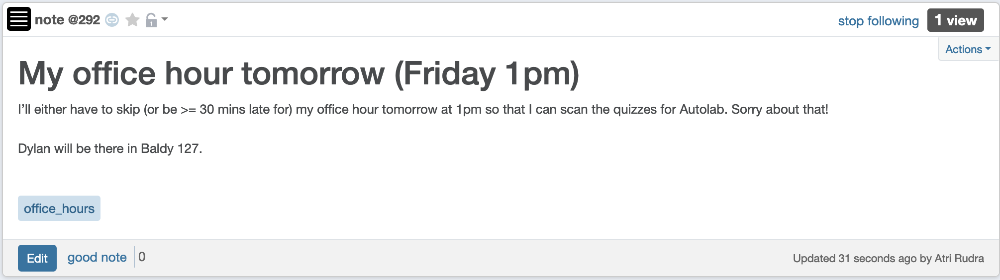 note @292
stop following
1 view
Actions
My office hour tomorrow (Friday 1pm)
I’ll either have to skip (or be >= 30 mins late for) my office hour tomorrow at 1pm so that I can scan the quizzes for Autolab. Sorry about that!
Dylan will be there in Baldy 127.
office_hours
Edit
good note
0
Updated 31 seconds ago by Atri Rudra